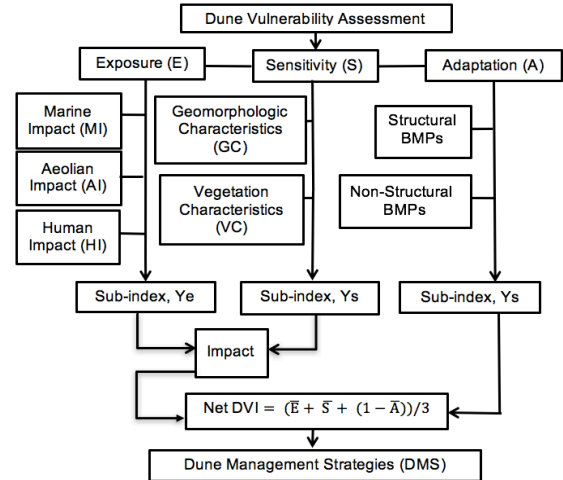 Dune Vulnerability Assessment
Exposure (E)
Sensitivity (S)
Adaptation (A)
Marine
Impact (MI)
Aeolian
Impact (AI)
Human
Impact (HI)
Geomorphologic
Characteristics
(GC)
Vegetation
Characteristics
(VC)
Structural
BMPs
Non-Structural
BMPs
Sub-index, Ye
Sub-index, Ys
Sub-index, Ys
Impact
Net DVI = (E̅ + S̅ + (1 − A̅))/3
Dune Management Strategies (DMS)